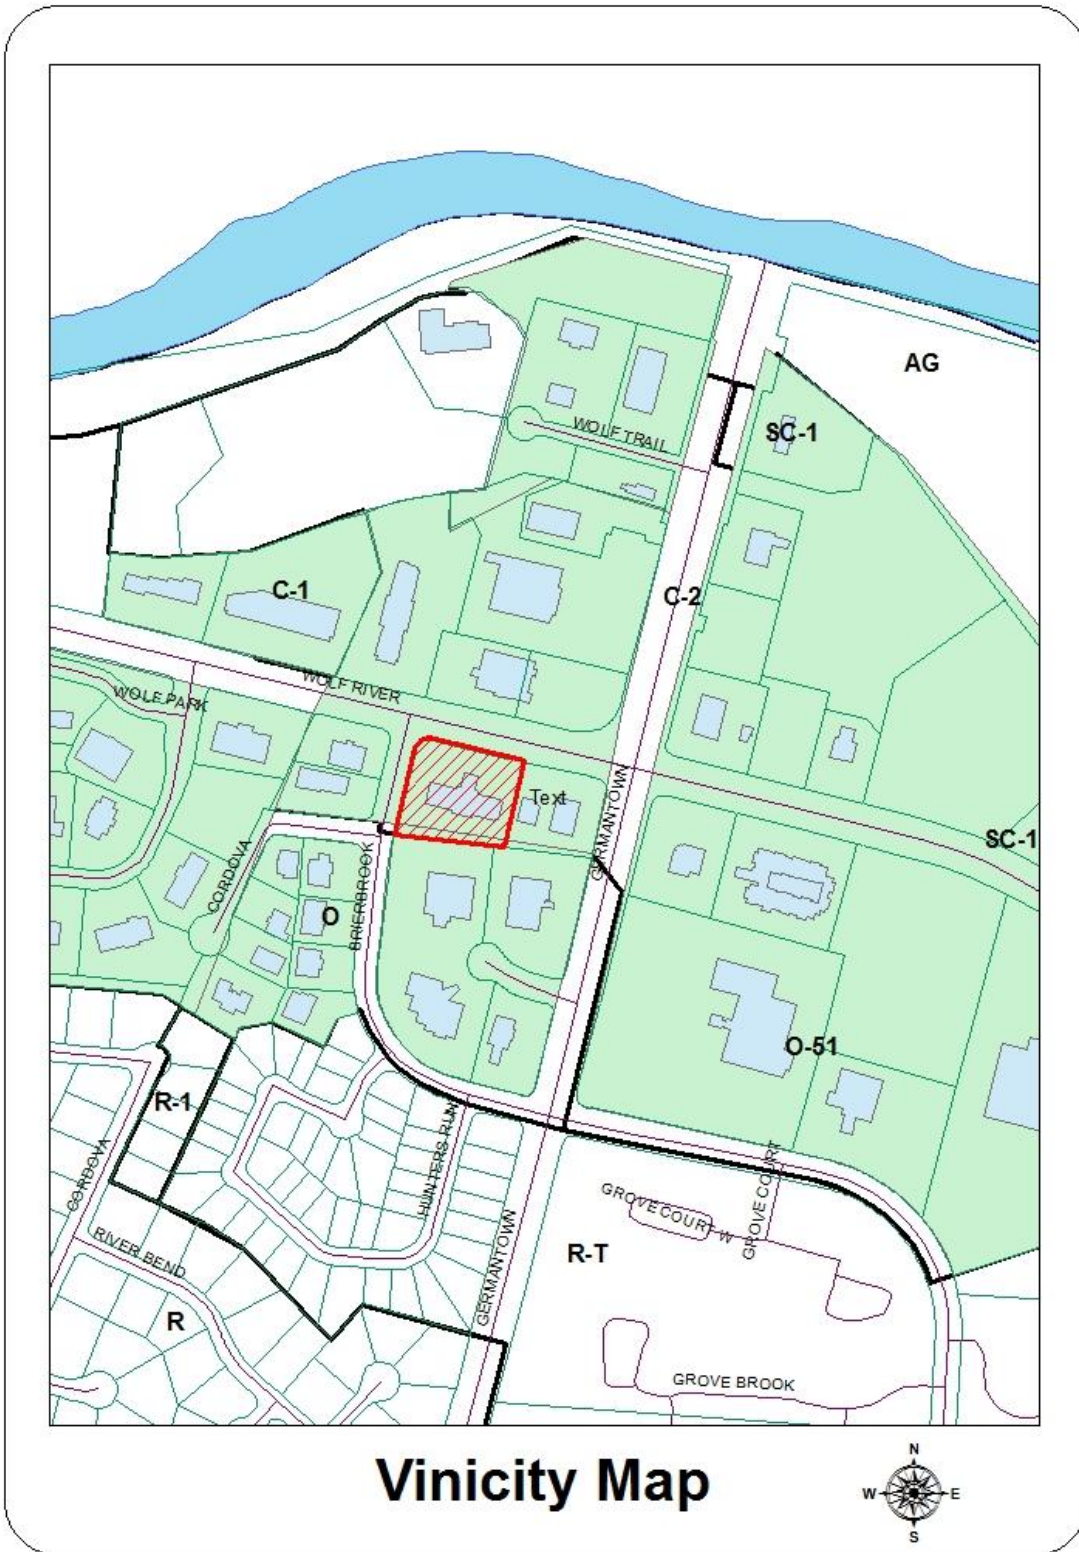 AG
SC-1
WOLF TRAIL
C-2
C-1
WOLF RIVER
WOLF PARK
Text
GERMANTOWN
SC-1
CORDOVA
BRIERBROOK
O
O-51
R-1
HUNTERS RUN
CORDOVA
GROVE COURT
GROVE COURT W
R-T
RIVER BEND
GERMANTOWN
R
GROVE BROOK
Vinicity Map
N
W
E
S